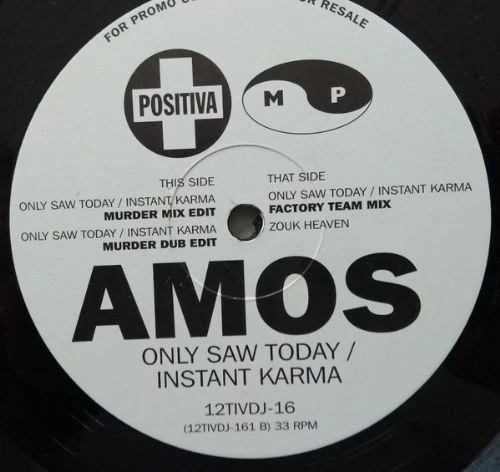 FOR PROMO
OR RESALE
POSITIVA
M P
THIS SIDE
ONLY SAW TODAY / INSTANT KARMA
MURDER MIX EDIT
ONLY SAW TODAY / INSTANT KARMA
MURDER DUB EDIT
THAT SIDE
ONLY SAW TODAY / INSTANT KARMA
FACTORY TEAM MIX
ZOUK HEAVEN
AMOS
ONLY SAW TODAY /
INSTANT KARMA
12TIVDJ-16
(12TIVDJ-161 B) 33 RPM